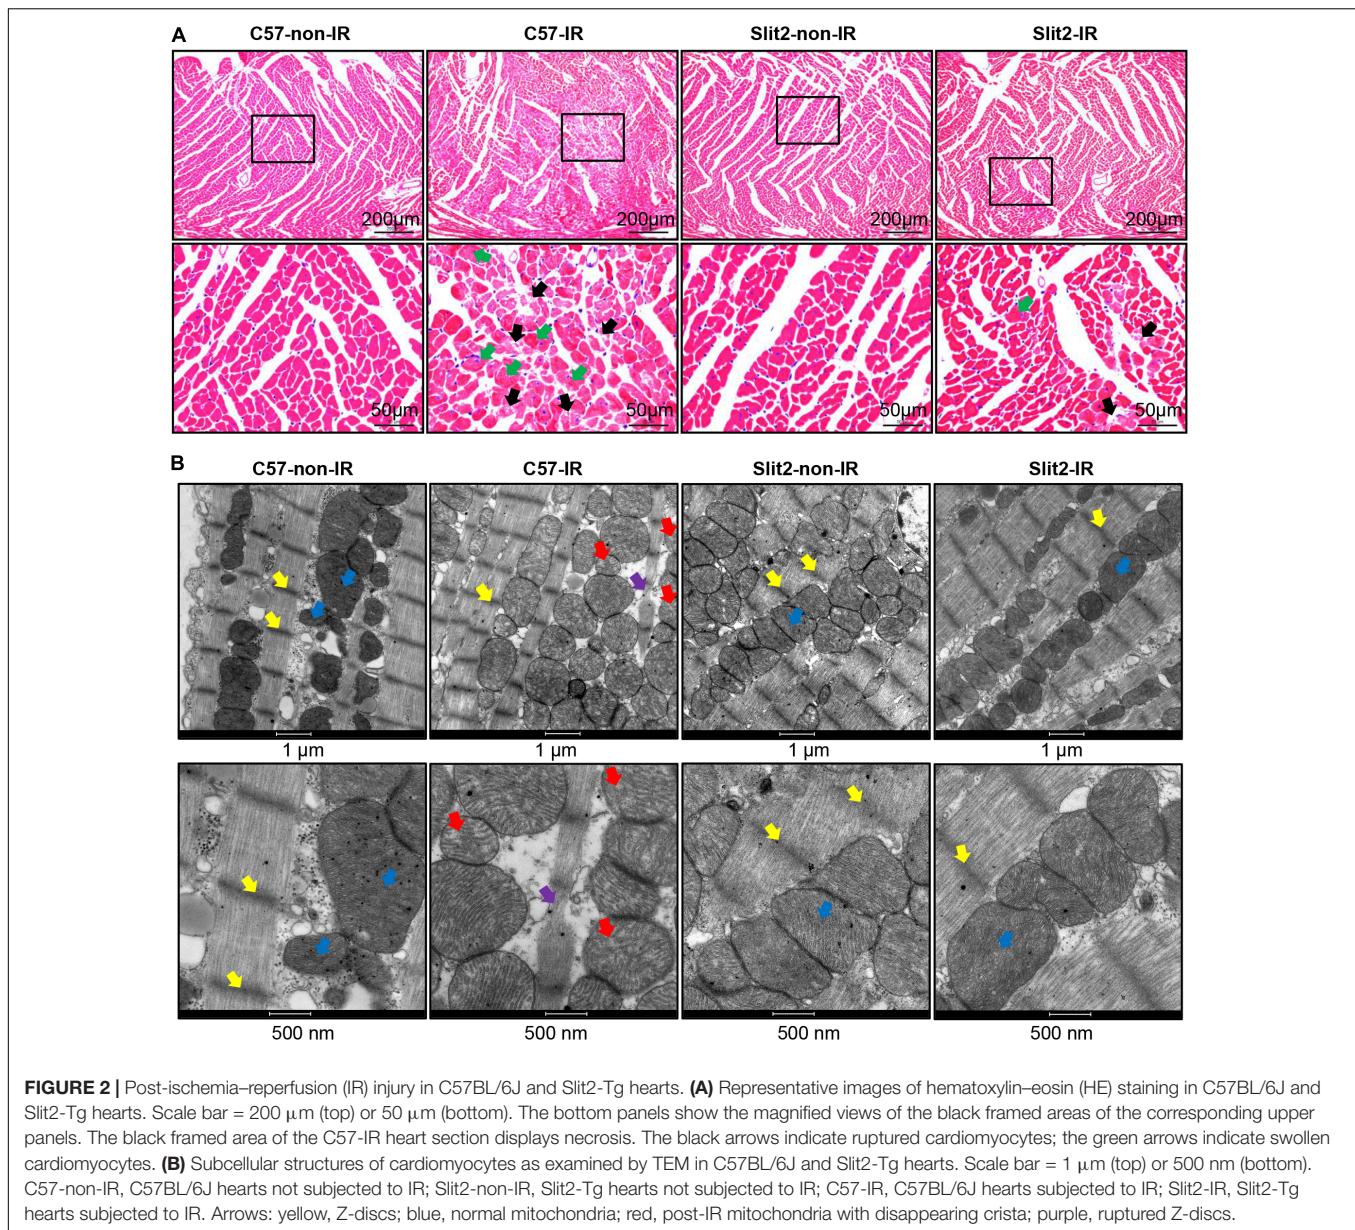 A
C57-non-IR
C57-IR
Slit2-non-IR
Slit2-IR
200μm
200μm
200μm
200μm
50μm
50μm
50μm
50μm
B
C57-non-IR
C57-IR
Slit2-non-IR
Slit2-IR
1 μm
1 μm
1 μm
1 μm
500 nm
500 nm
500 nm
500 nm
FIGURE 2 | Post-ischemia–reperfusion (IR) injury in C57BL/6J and Slit2-Tg hearts. (A) Representative images of hematoxylin–eosin (HE) staining in C57BL/6J and
Slit2-Tg hearts. Scale bar = 200 μm (top) or 50 μm (bottom). The bottom panels show the magnified views of the black framed areas of the corresponding upper
panels. The black framed area of the C57-IR heart section displays necrosis. The black arrows indicate ruptured cardiomyocytes; the green arrows indicate swollen
cardiomyocytes. (B) Subcellular structures of cardiomyocytes as examined by TEM in C57BL/6J and Slit2-Tg hearts. Scale bar = 1 μm (top) or 500 nm (bottom).
C57-non-IR, C57BL/6J hearts not subjected to IR; Slit2-non-IR, Slit2-Tg hearts not subjected to IR; C57-IR, C57BL/6J hearts subjected to IR; Slit2-IR, Slit2-Tg
hearts subjected to IR. Arrows: yellow, Z-discs; blue, normal mitochondria; red, post-IR mitochondria with disappearing crista; purple, ruptured Z-discs.